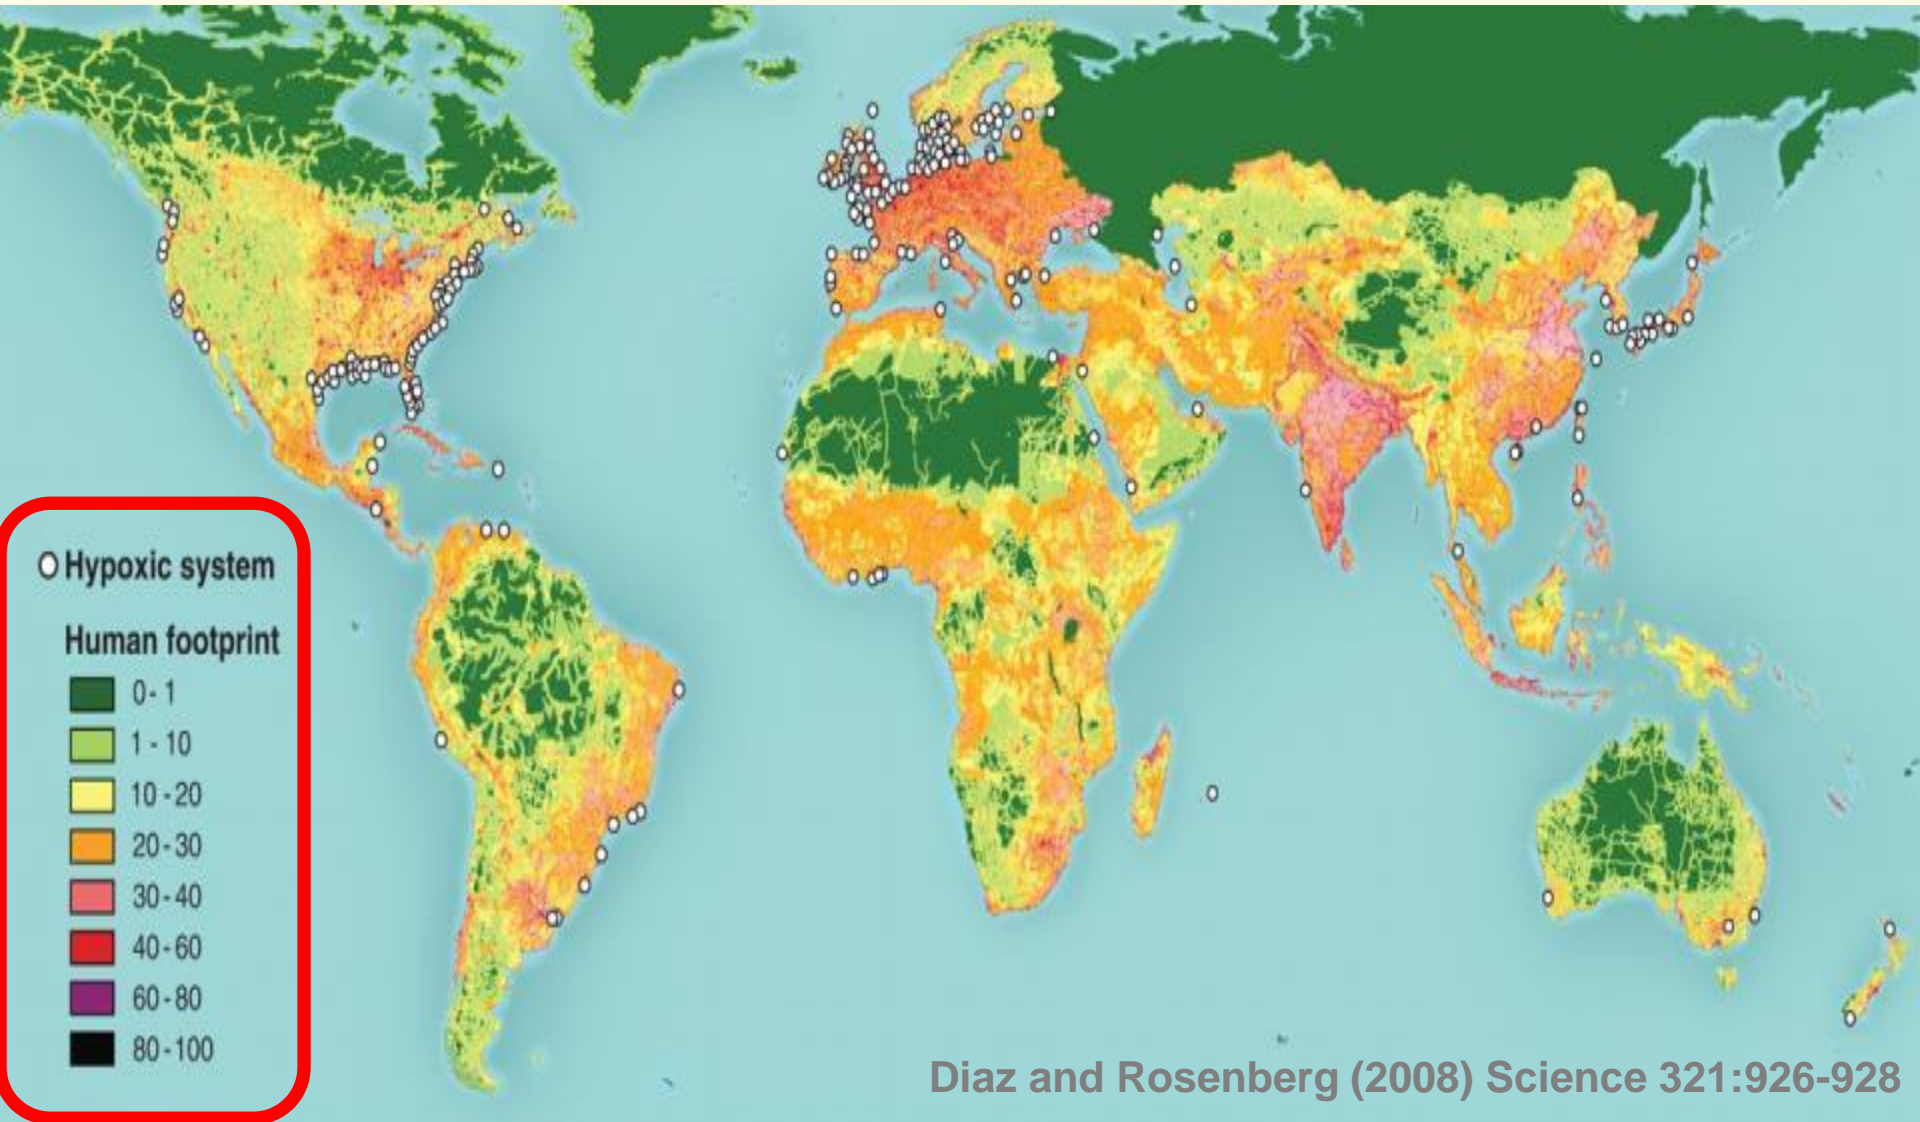 Hypoxic system
Human footprint
0-1
1-10
10-20
20-30
30-40
40-60
60-80
80-100
Diaz and Rosenberg (2008) Science 321:926-928